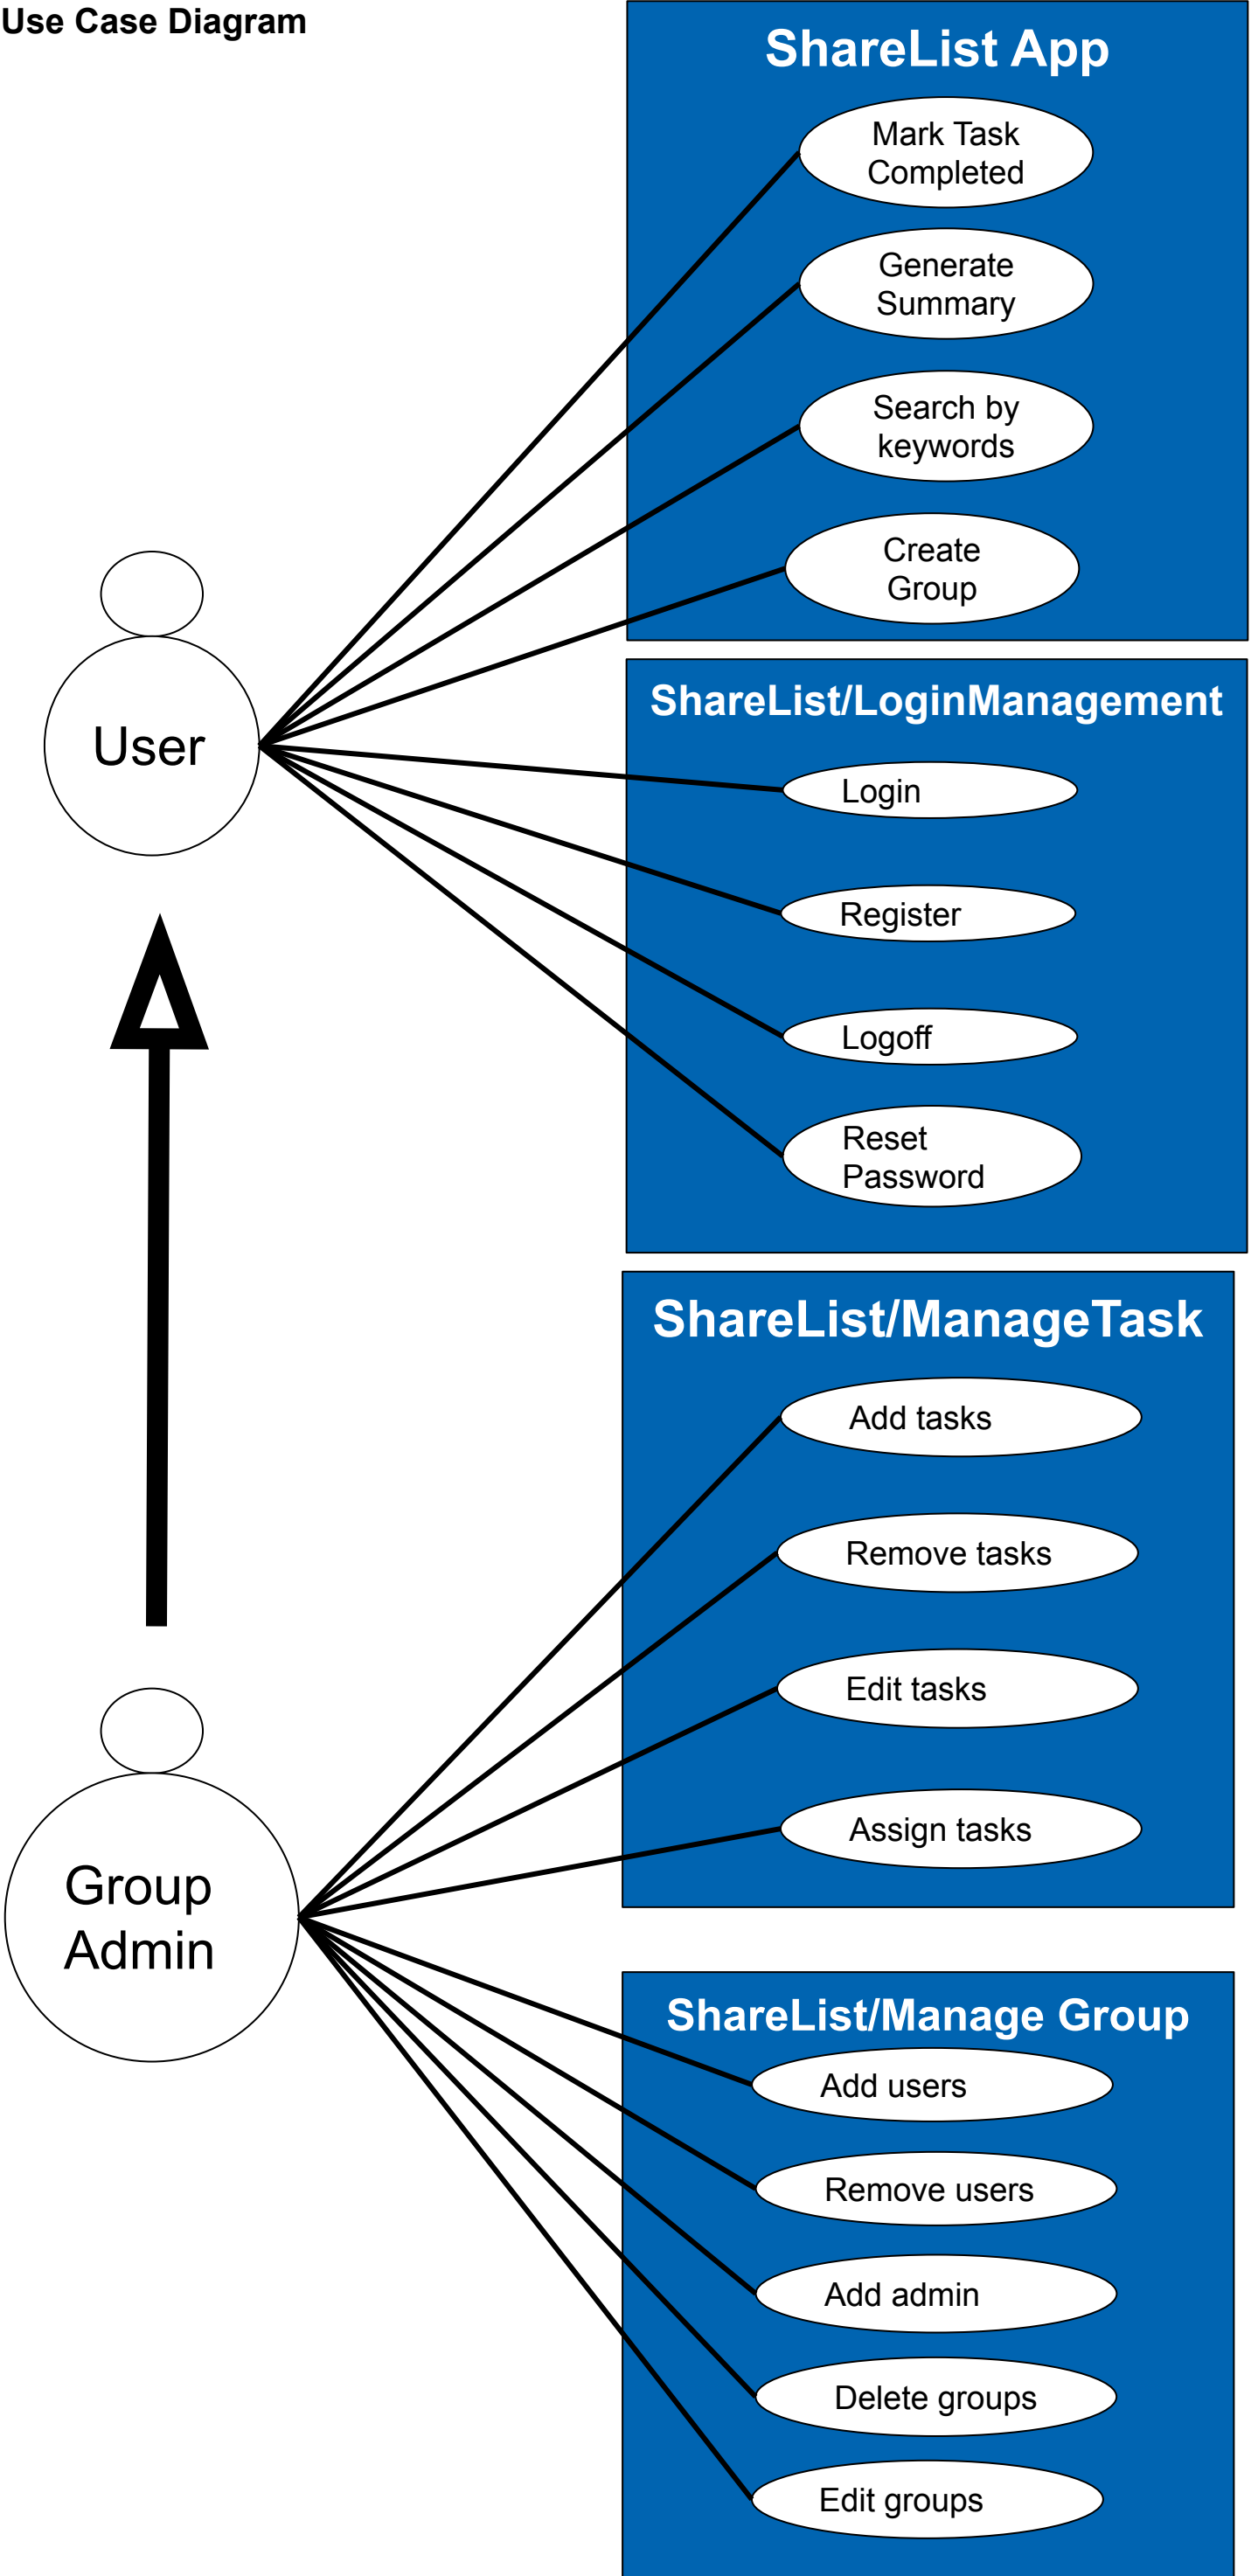 Use Case Diagram
ShareList App
Mark Task
Completed
Generate
Summary
Search by
keywords
Create
Group
User
ShareList/LoginManagement
Login
Register
Logoff
Reset
Password
ShareList/ManageTask
Add tasks
Remove tasks
Edit tasks
Assign tasks
Group
Admin
ShareList/Manage Group
Add users
Remove users
Add admin
Delete groups
Edit groups